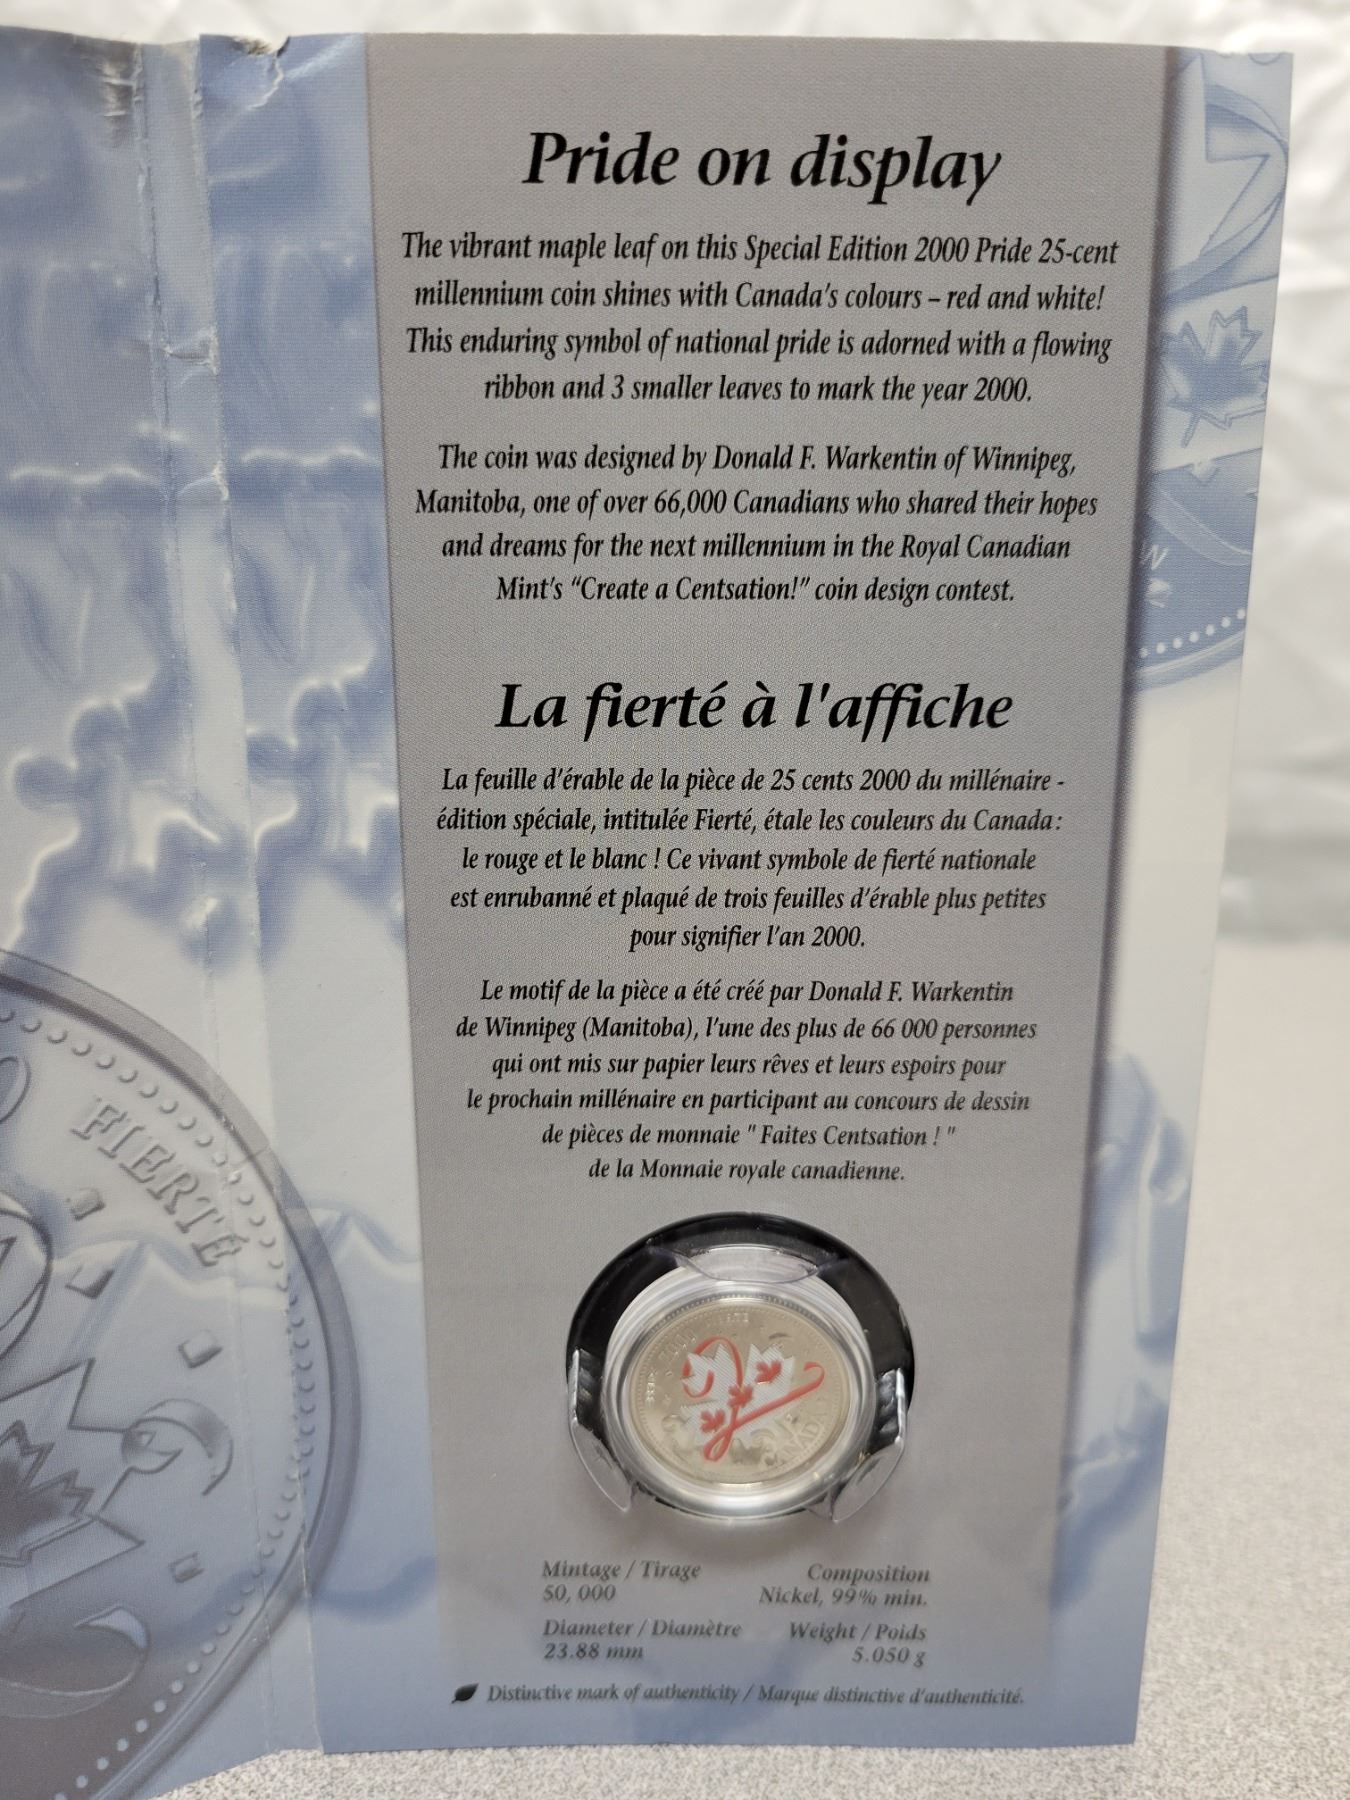 Pride on display
The vibrant maple leaf on this Special Edition 2000 Pride 25-cent
millennium coin shines with Canada's colours – red and white!
This enduring symbol of national pride is adorned with a flowing
ribbon and 3 smaller leaves to mark the year 2000.
The coin was designed by Donald F. Warkentin of Winnipeg,
Manitoba, one of over 66,000 Canadians who shared their hopes
and dreams for the next millennium in the Royal Canadian
Mint's “Create a Centsation!” coin design contest.
La fierté à l'affiche
La feuille d'érable de la pièce de 25 cents 2000 du millénaire -
édition spéciale, intitulée Fierté, étale les couleurs du Canada:
le rouge et le blanc ! Ce vivant symbole de fierté nationale
est enrubanné et plaqué de trois feuilles d'érable plus petites
pour signifier l'an 2000.
Le motif de la pièce a été créé par Donald F. Warkentin
de Winnipeg (Manitoba), l'une des plus de 66 000 personnes
qui ont mis sur papier leurs rêves et leurs espoirs pour
le prochain millénaire en participant au concours de dessin
de pièces de monnaie " Faites Centsation ! "
de la Monnaie royale canadienne.
FIERTÉ
CANADA
Mintage / Tirage
50, 000
Composition
Nickel, 99% min.
Diameter / Diamètre
23.88 mm
Weight / Poids
5.050 g
Distinctive mark of authenticity / Marque distinctive d'authenticité.